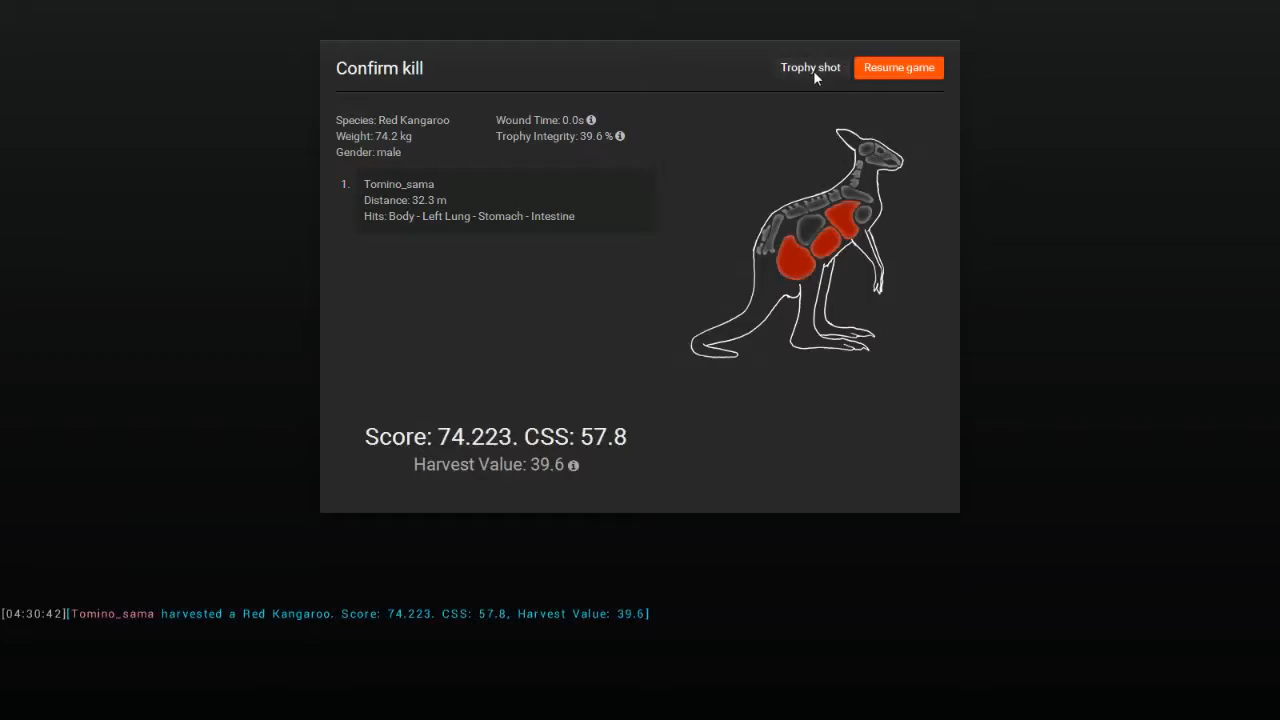 Confirm kill
Trophy shot
Resume game
Species: Red Kangaroo
Weight: 74.2 kg
Gender: male
Wound Time: 0.0s
Trophy Integrity: 39.6 %
1. Tomino_sama
Distance: 32.3 m
Hits: Body - Left Lung - Stomach - Intestine
Score: 74.223. CSS: 57.8
Harvest Value: 39.6
[04:30:42][Tomino_sama harvested a Red Kangaroo. Score: 74.223. CSS: 57.8, Harvest Value: 39.6]